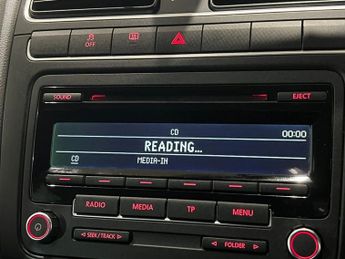 OFF
SOUND
EJECT
CD
00:00
READING...
CD
MEDIA-IN
RADIO
MEDIA
TP
MENU
SEEK/TRACK
FOLDER